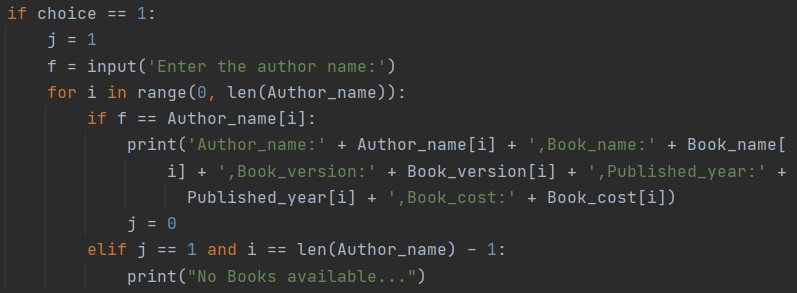 if choice == 1:
    j = 1
    f = input('Enter the author name:')
    for i in range(0, len(Author_name)):
        if f == Author_name[i]:
            print('Author_name:' + Author_name[i] + ',Book_name:' + Book_name[
                i] + ',Book_version:' + Book_version[i] + ',Published_year:' +
                  Published_year[i] + ',Book_cost:' + Book_cost[i])
            j = 0
        elif j == 1 and i == len(Author_name) - 1:
            print("No Books available...")